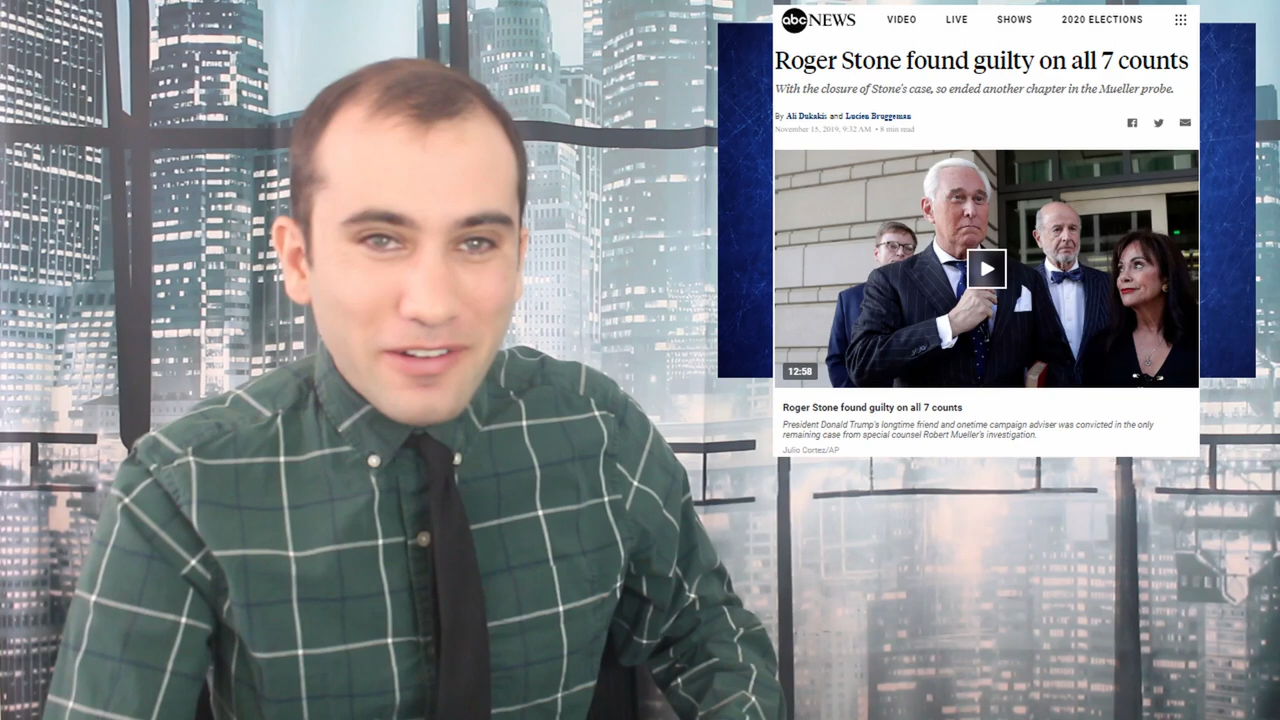 abc NEWS VIDEO LIVE SHOWS 2020 ELECTIONS
Roger Stone found guilty on all 7 counts
With the closure of Stone's case, so ended another chapter in the Mueller probe.
By Ali Dukakis and Lucien Bruggeman
November 15, 2019, 9:32 AM • 8 min read
12:58
Roger Stone found guilty on all 7 counts
President Donald Trump's longtime friend and onetime campaign adviser was convicted in the only
remaining case from special counsel Robert Mueller's investigation.
Julio Cortez/AP